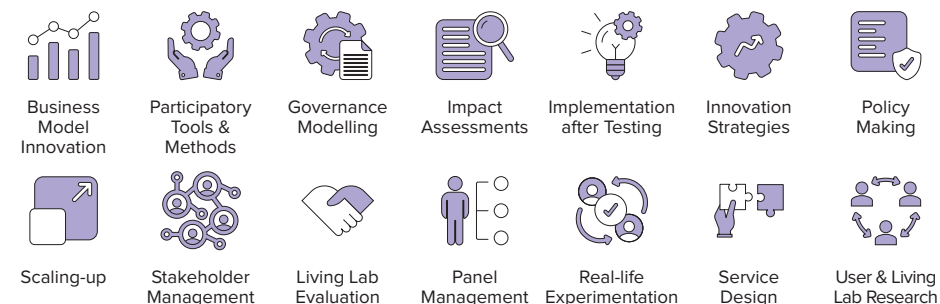 Business
Model
Innovation
Participatory
Tools &
Methods
Governance
Modelling
Impact
Assessments
Implementation
after Testing
Innovation
Strategies
Policy
Making
Scaling-up
Stakeholder
Management
Living Lab
Evaluation
Panel
Management
Real-life
Experimentation
Service
Design
User & Living
Lab Research